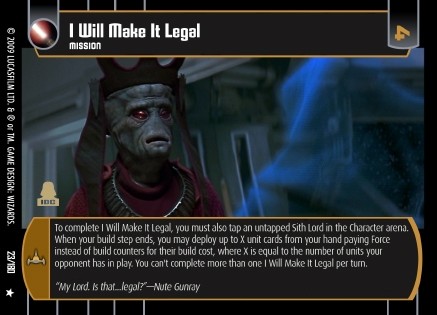 I Will Make It Legal
MISSION
4
To complete I Will Make It Legal, you must also tap an untapped Sith Lord in the Character arena.
When your build step ends, you may deploy up to X unit cards from your hand paying Force
instead of build counters for their build cost, where X is equal to the number of units your
opponent has in play. You can't complete more than one I Will Make It Legal per turn.
"My Lord. Is that...legal?"—Nute Gunray
© 2009 LUCASFILM LTD. & ® or TM. GAME DESIGN: WIZARDS.